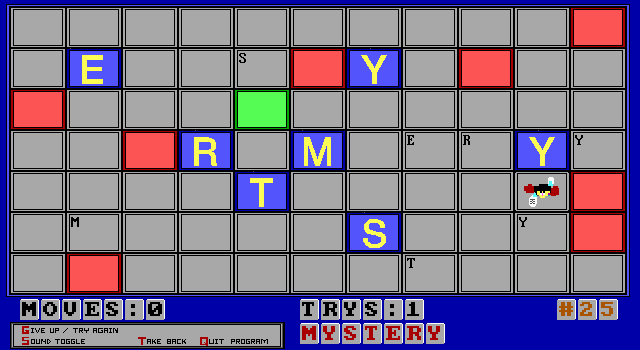 E S Y
R M E R Y Y
T
M S Y
T
MOVES:0 TRYS:1 #25
GIVE UP / TRY AGAIN
SOUND TOGGLE TAKE BACK QUIT PROGRAM
MYSTERY